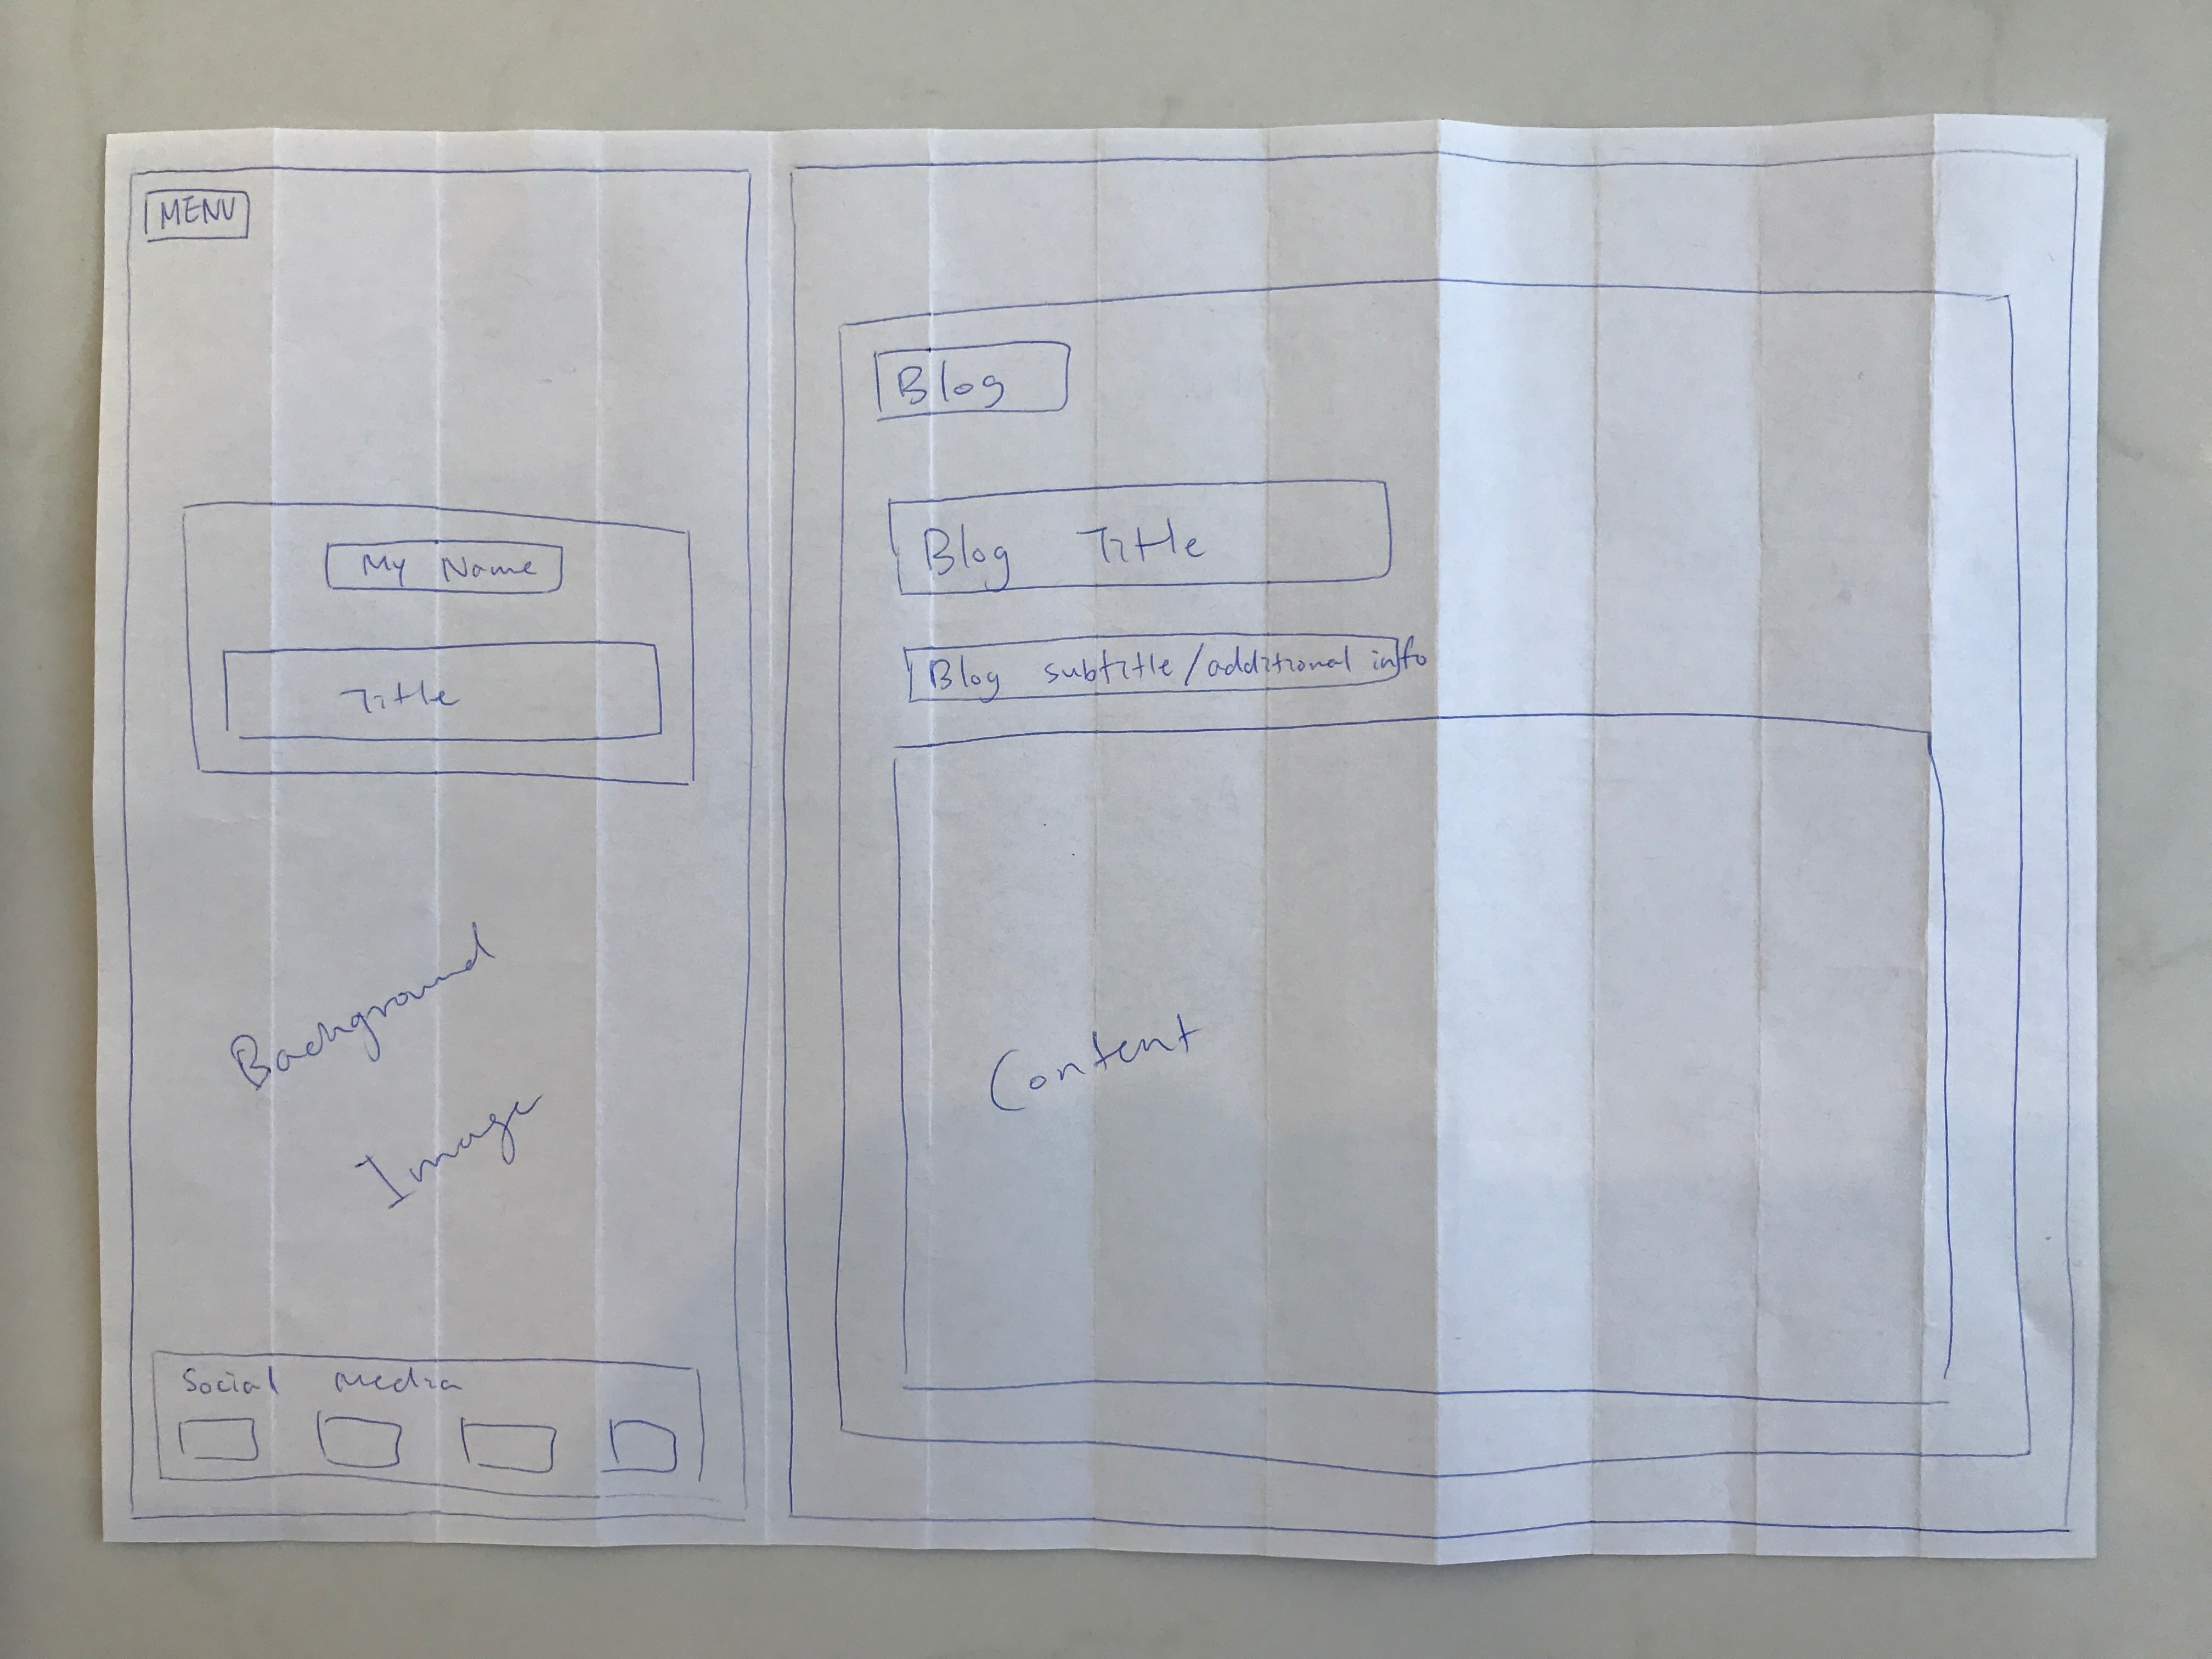 MENU
My Name
Title
Background
Image
Social Media
Blog
Blog Title
Blog subtitle/additional info
Content